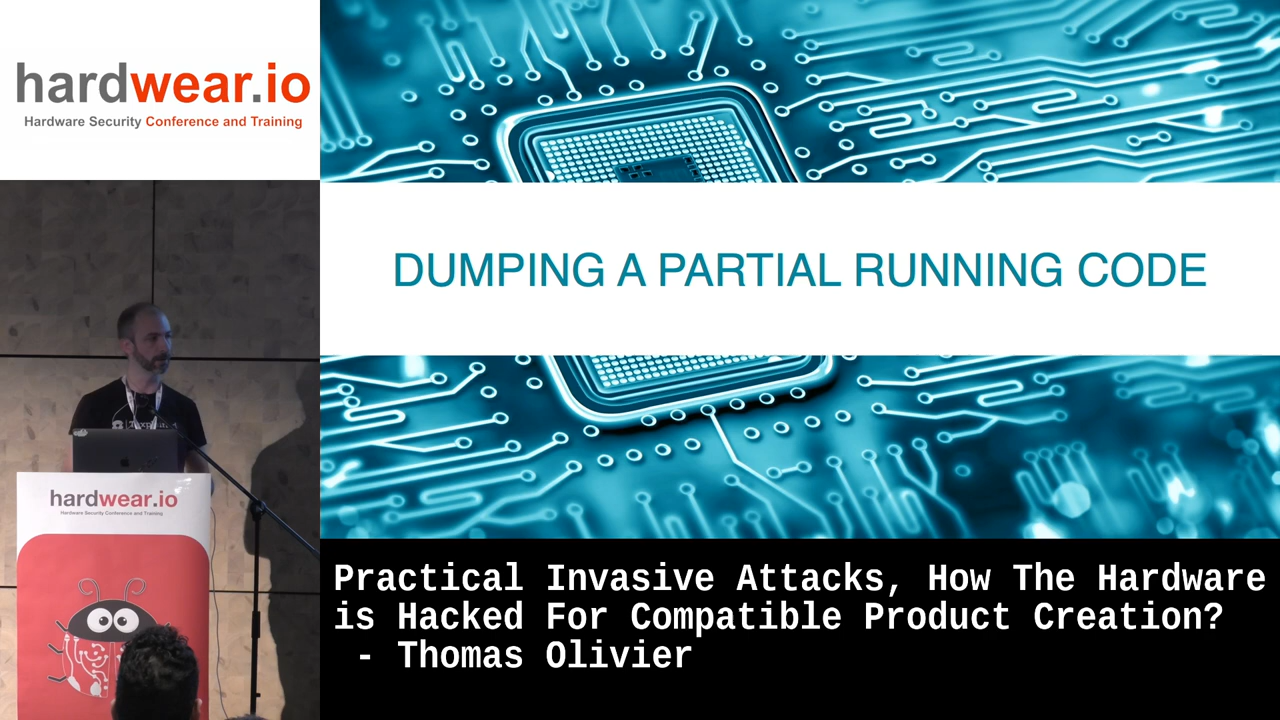 hardwear.io
Hardware Security Conference and Training
DUMPING A PARTIAL RUNNING CODE
hardwear.io
Hardware Security Conference and Training
Practical Invasive Attacks, How The Hardware
is Hacked For Compatible Product Creation?
- Thomas Olivier